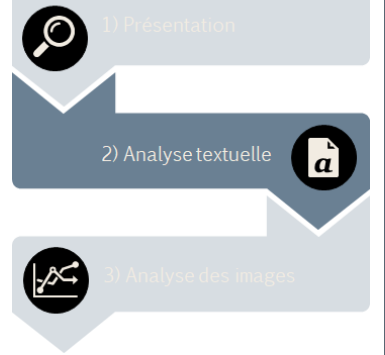 1) Présentation
2) Analyse textuelle
a
3) Analyse des images